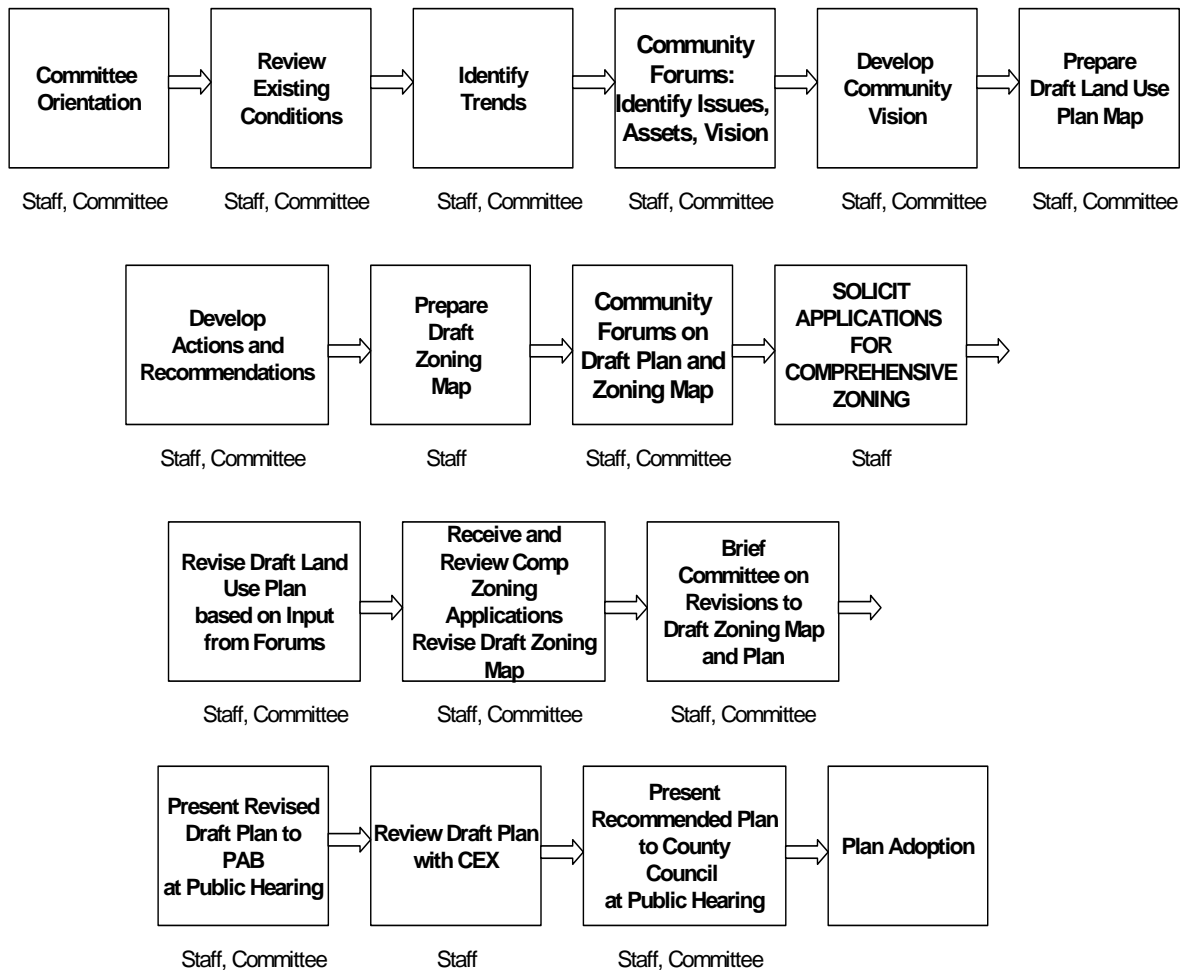 Committee
Orientation
Review
Existing
Conditions
Identify
Trends
Community
Forums:
Identify Issues,
Assets, Vision
Develop
Community
Vision
Prepare
Draft Land Use
Plan Map
Staff, Committee
Staff, Committee
Staff, Committee
Staff, Committee
Staff, Committee
Staff, Committee
Develop
Actions and
Recommendations
Prepare
Draft
Zoning
Map
Community
Forums on
Draft Plan and
Zoning Map
SOLICIT
APPLICATIONS
FOR
COMPREHENSIVE
ZONING
Staff, Committee
Staff
Staff, Committee
Staff
Revise Draft Land
Use Plan
based on Input
from Forums
Receive and
Review Comp
Zoning
Applications
Revise Draft Zoning
Map
Brief
Committee on
Revisions to
Draft Zoning Map
and Plan
Staff, Committee
Staff, Committee
Staff, Committee
Present Revised
Draft Plan to
PAB
at Public Hearing
Review Draft Plan
with CEX
Present
Recommended Plan
to County
Council
at Public Hearing
Plan Adoption
Staff, Committee
Staff
Staff, Committee